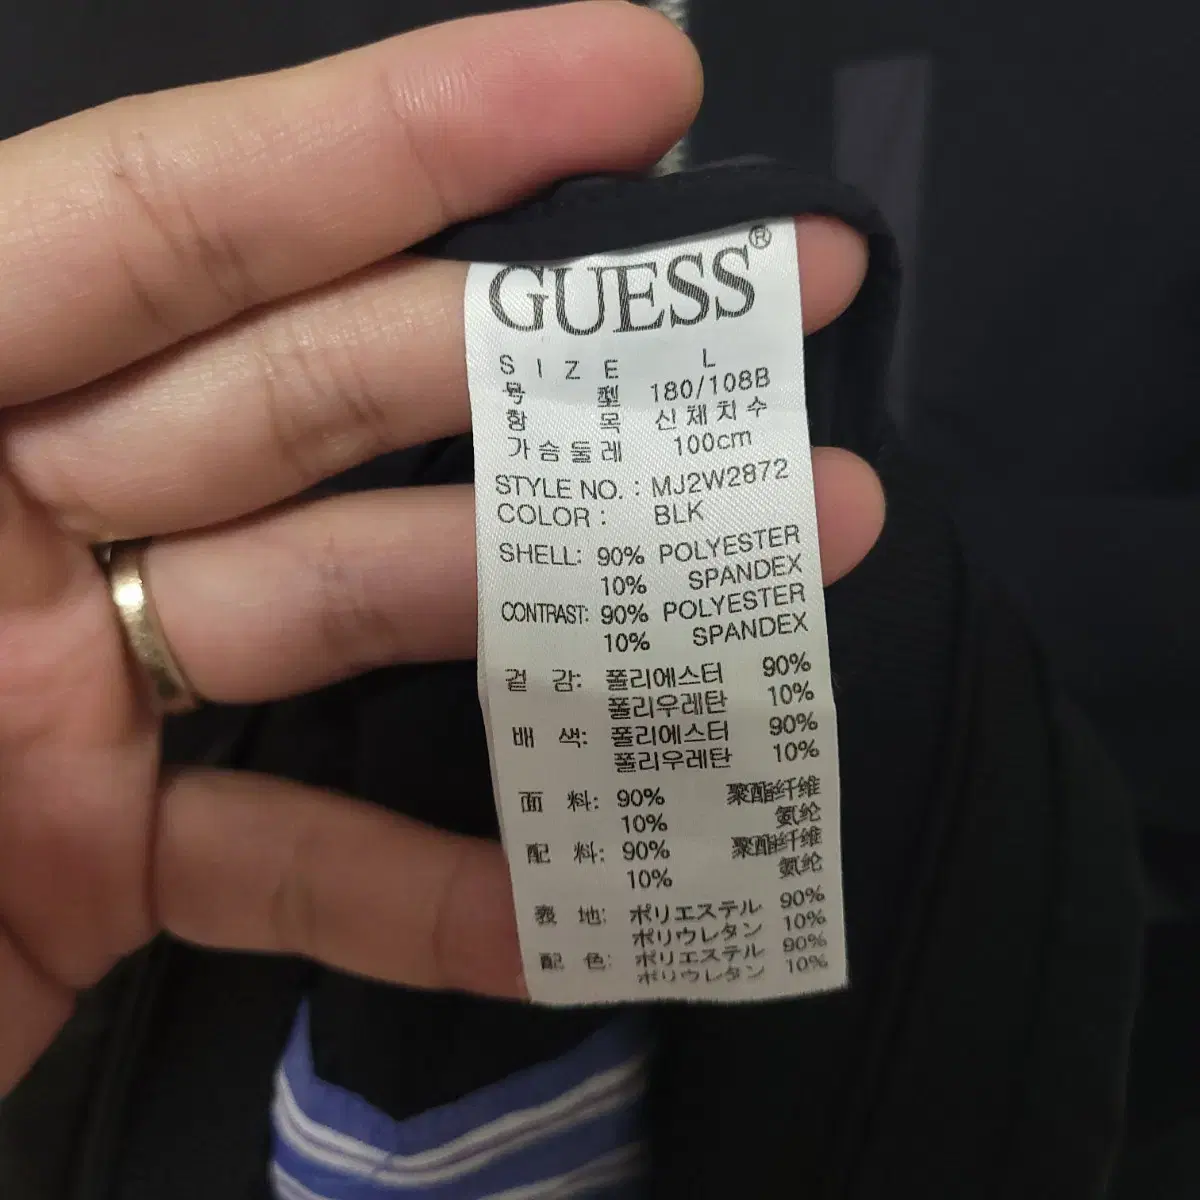 GUESS®
SIZE L
号 型 180/108B
항 목 신체치수
가슴둘레 100cm
STYLE NO. : MJ2W2872
COLOR : BLK
SHELL: 90% POLYESTER
10% SPANDEX
CONTRAST: 90% POLYESTER
10% SPANDEX
겉 감: 폴리에스터 90%
폴리우레탄 10%
배 색: 폴리에스터 90%
폴리우레탄 10%
面 料: 90% 聚酯纤维
10% 氨纶
配 料: 90% 聚酯纤维
10% 氨纶
表 地: ポリエステル 90%
ポリウレタン 10%
配 色: ポリエステル 90%
ポリウレタン 10%